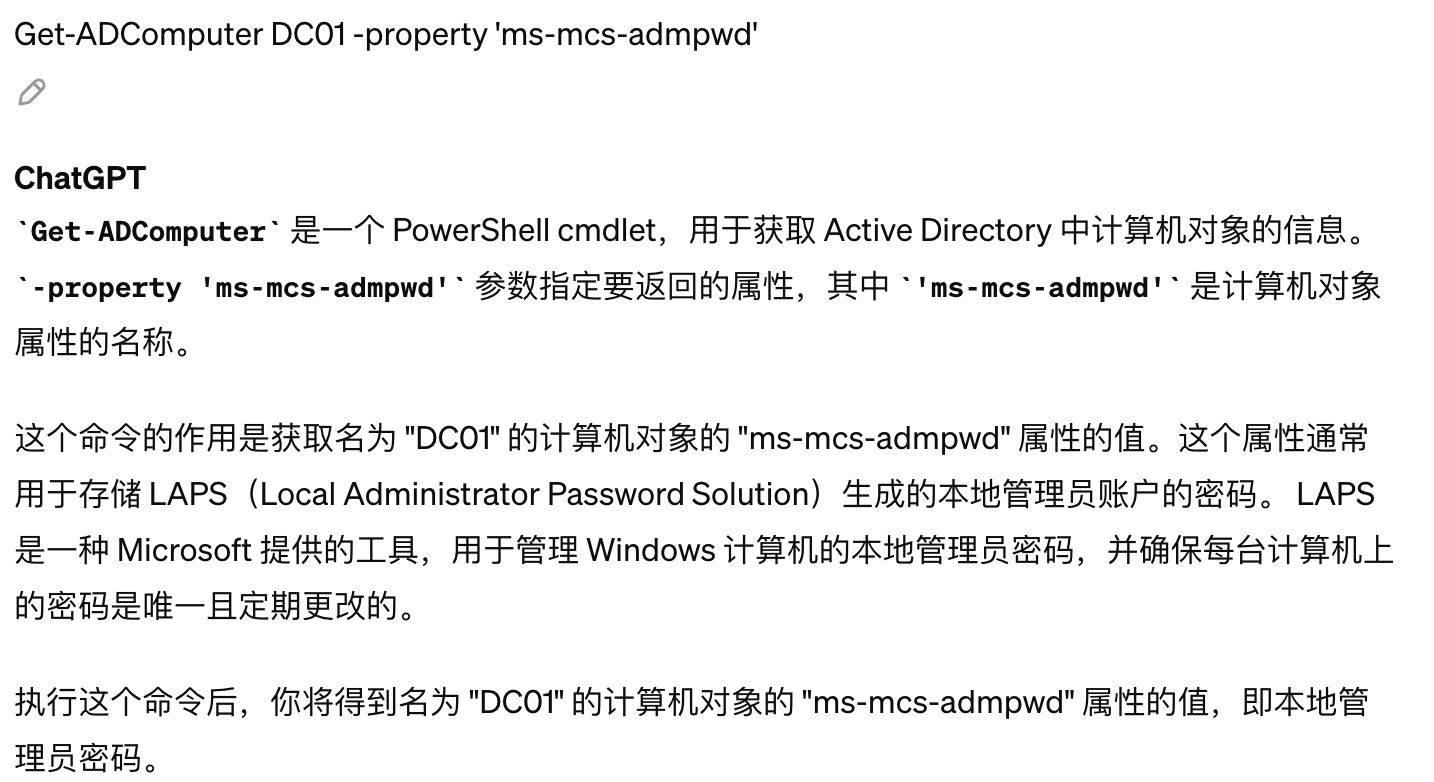 Get-ADComputer DC01 -property 'ms-mcs-admpwd'
ChatGPT
`Get-ADComputer` 是一个 PowerShell cmdlet，用于获取 Active Directory 中计算机对象的信息。
`-property 'ms-mcs-admpwd'` 参数指定要返回的属性，其中 `'ms-mcs-admpwd'` 是计算机对象
属性的名称。
这个命令的作用是获取名为 "DC01" 的计算机对象的 "ms-mcs-admpwd" 属性的值。这个属性通常
用于存储 LAPS（Local Administrator Password Solution）生成的本地管理员账户的密码。 LAPS
是一种 Microsoft 提供的工具，用于管理 Windows 计算机的本地管理员密码，并确保每台计算机上
的密码是唯一且定期更改的。
执行这个命令后，你将得到名为 "DC01" 的计算机对象的 "ms-mcs-admpwd" 属性的值，即本地管
理员密码。